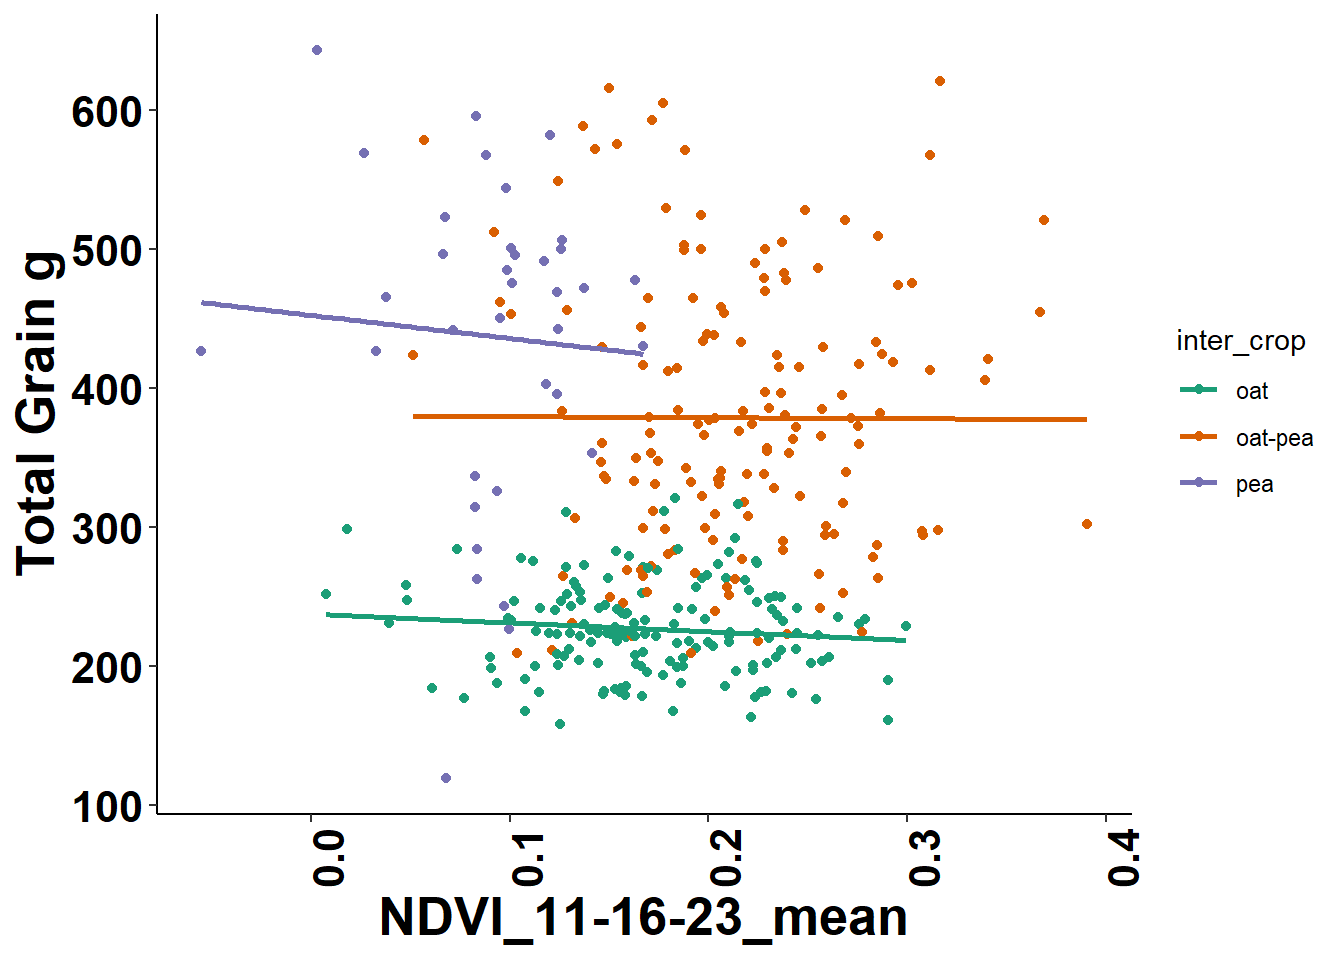 Total Grain g
600
500
400
300
200
100
0.0
0.1
0.2
0.3
0.4
NDVI_11-16-23_mean
inter_crop
oat
oat-pea
pea